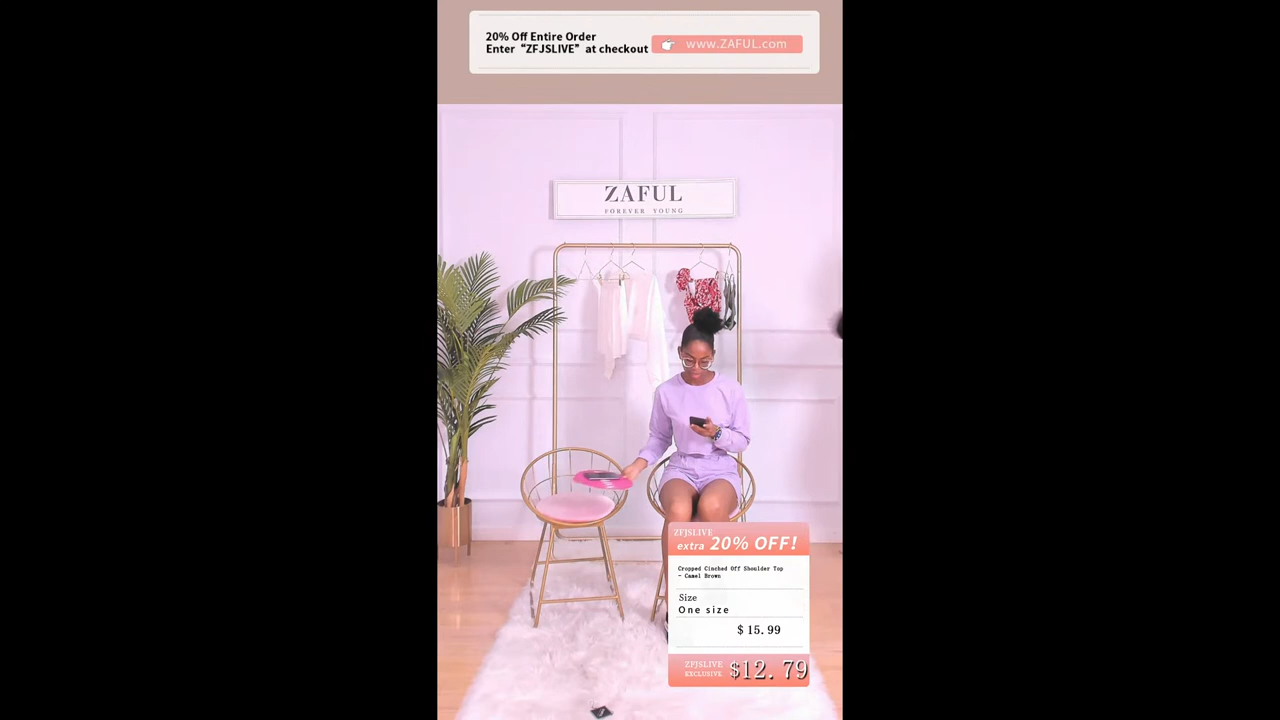 20% Off Entire Order
Enter “ZFJSLIVE” at checkout
www.ZAFUL.com
ZAFUL
FOREVER YOUNG
ZFJSLIVE
extra 20% OFF!
Cropped Cinched Off Shoulder Top
- Camel Brown
Size
One size
$ 15.99
ZFJSLIVE
EXCLUSIVE
$12.79